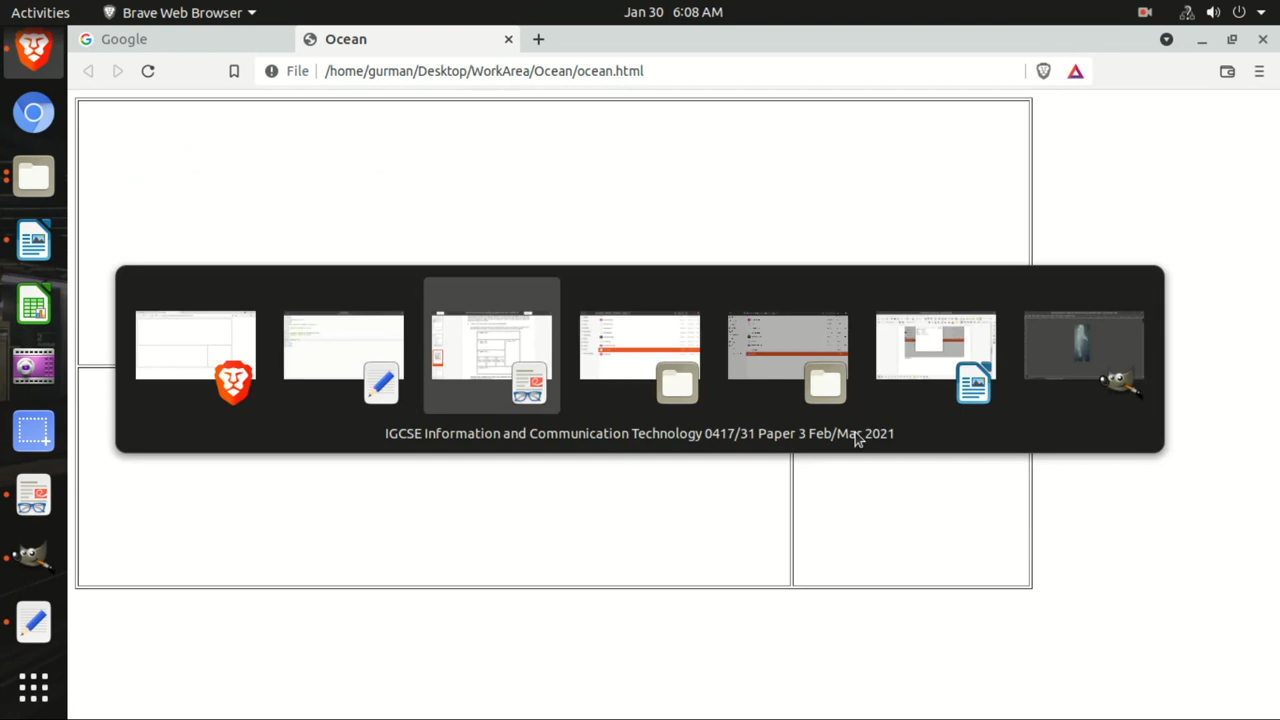 Activities
Brave Web Browser
Jan 30 6:08 AM
Google
Ocean
File
/home/gurman/Desktop/WorkArea/Ocean/ocean.html
IGCSE Information and Communication Technology 0417/31 Paper 3 Feb/Mar 2021